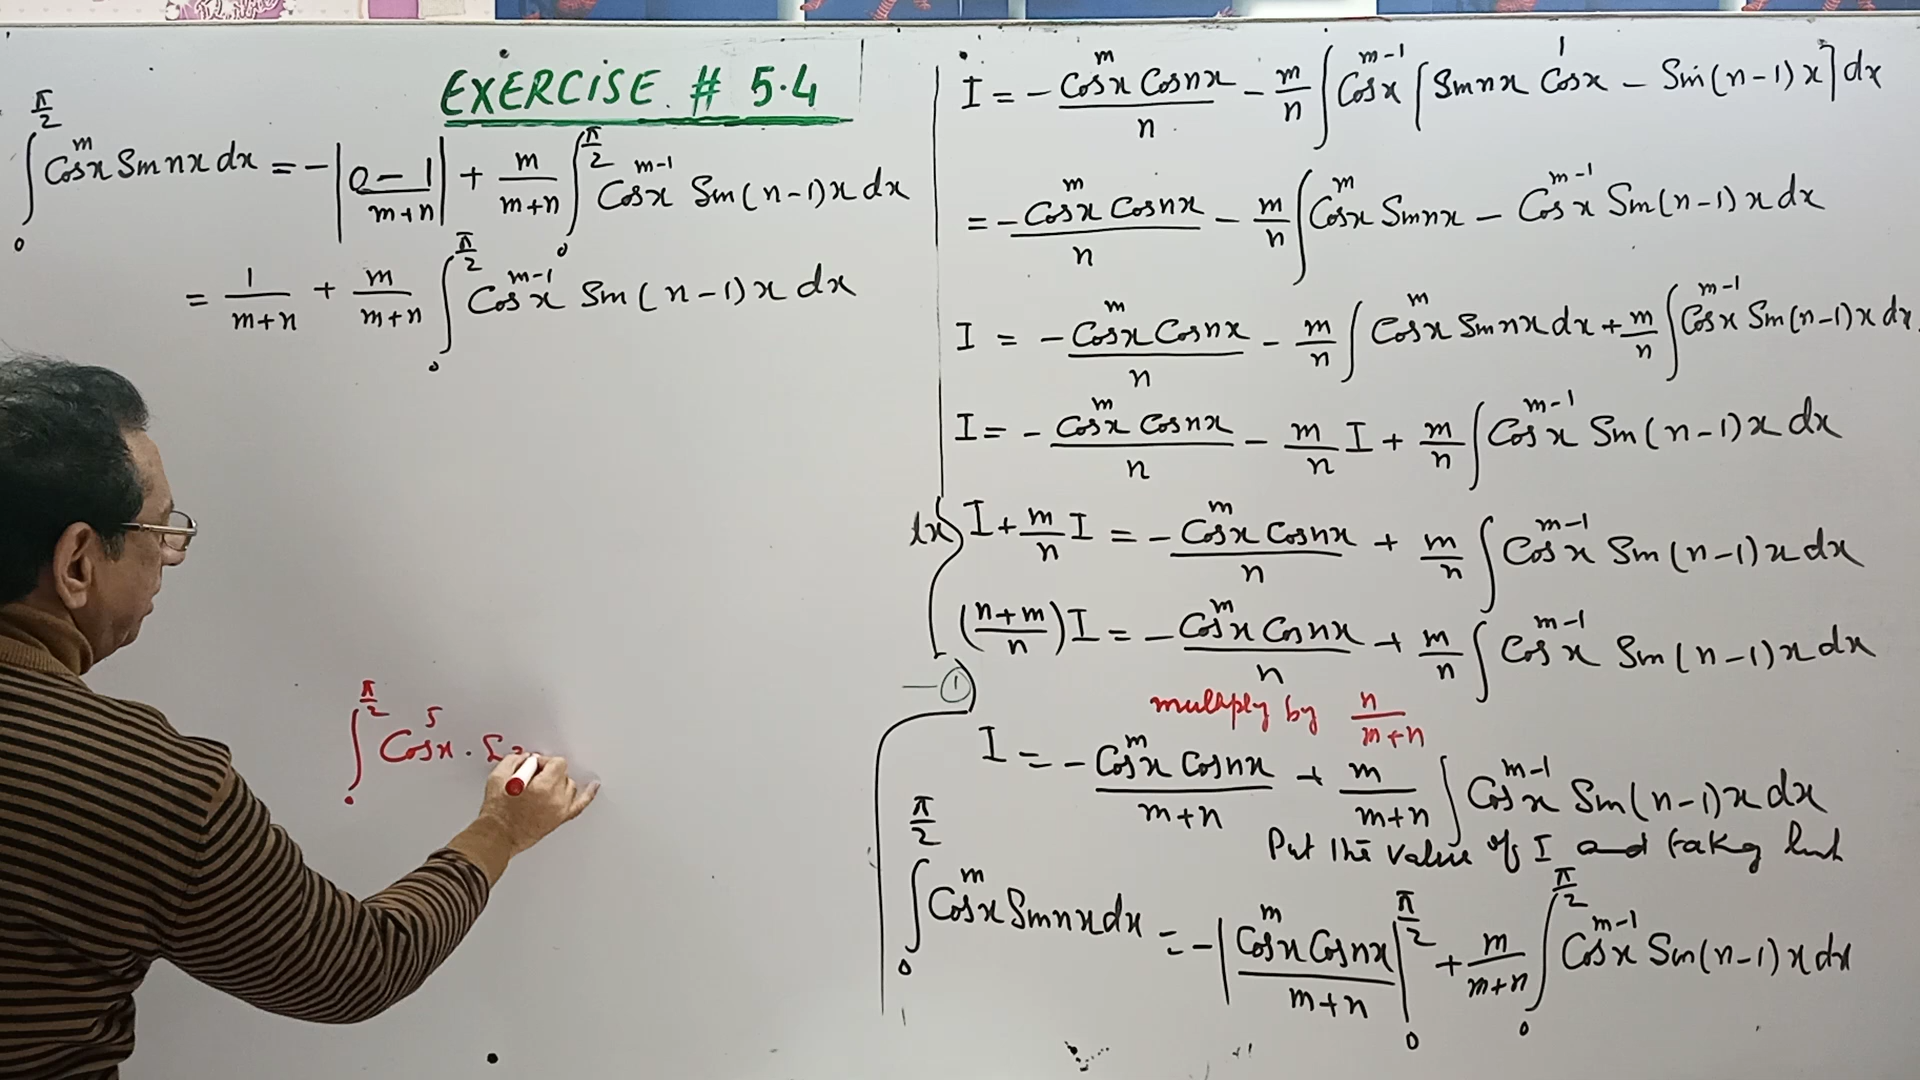 EXERCISE # 5.4
∫₀^{π/2} Cos^m x Sin nx dx = -|0 - 1 / m+n| + m/m+n ∫₀^{π/2} Cos^{m-1} x Sin(n-1)x dx
= 1/m+n + m/m+n ∫₀^{π/2} Cos^{m-1} x Sin(n-1)x dx
∫₀^{π/2} Cos^5 x .
I = - Cos^m x Cos nx / n - m/n ∫ Cos^{m-1} x [Sin nx Cos x - Sin(n-1)x] dx
= - Cos^m x Cos nx / n - m/n ∫ Cos^m x Sin nx - Cos^{m-1} x Sin(n-1)x dx
I = - Cos^m x Cos nx / n - m/n ∫ Cos^m x Sin nx dx + m/n ∫ Cos^{m-1} x Sin(n-1)x dx
I = - Cos^m x Cos nx / n - m/n I + m/n ∫ Cos^{m-1} x Sin(n-1)x dx
dx I + m/n I = - Cos^m x Cos nx / n + m/n ∫ Cos^{m-1} x Sin(n-1)x dx
(n+m / n) I = - Cos^m x Cos nx / n + m/n ∫ Cos^{m-1} x Sin(n-1)x dx
— ①
multiply by n/m+n
I = - Cos^m x Cos nx / m+n + m/m+n ∫ Cos^{m-1} x Sin(n-1)x dx
Put the value of I and taking
∫₀^{π/2} Cos^m x Sin nx dx = -|Cos^m x Cos nx / m+n|₀^{π/2} + m/m+n ∫₀^{π/2} Cos^{m-1} x Sin(n-1)x dx